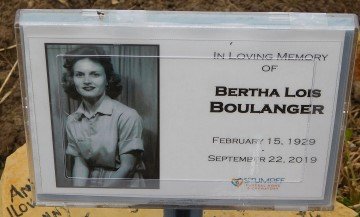 In Loving Memory
of
Bertha Lois
Boulanger
February 15, 1929
September 22, 2019
STUMPFF